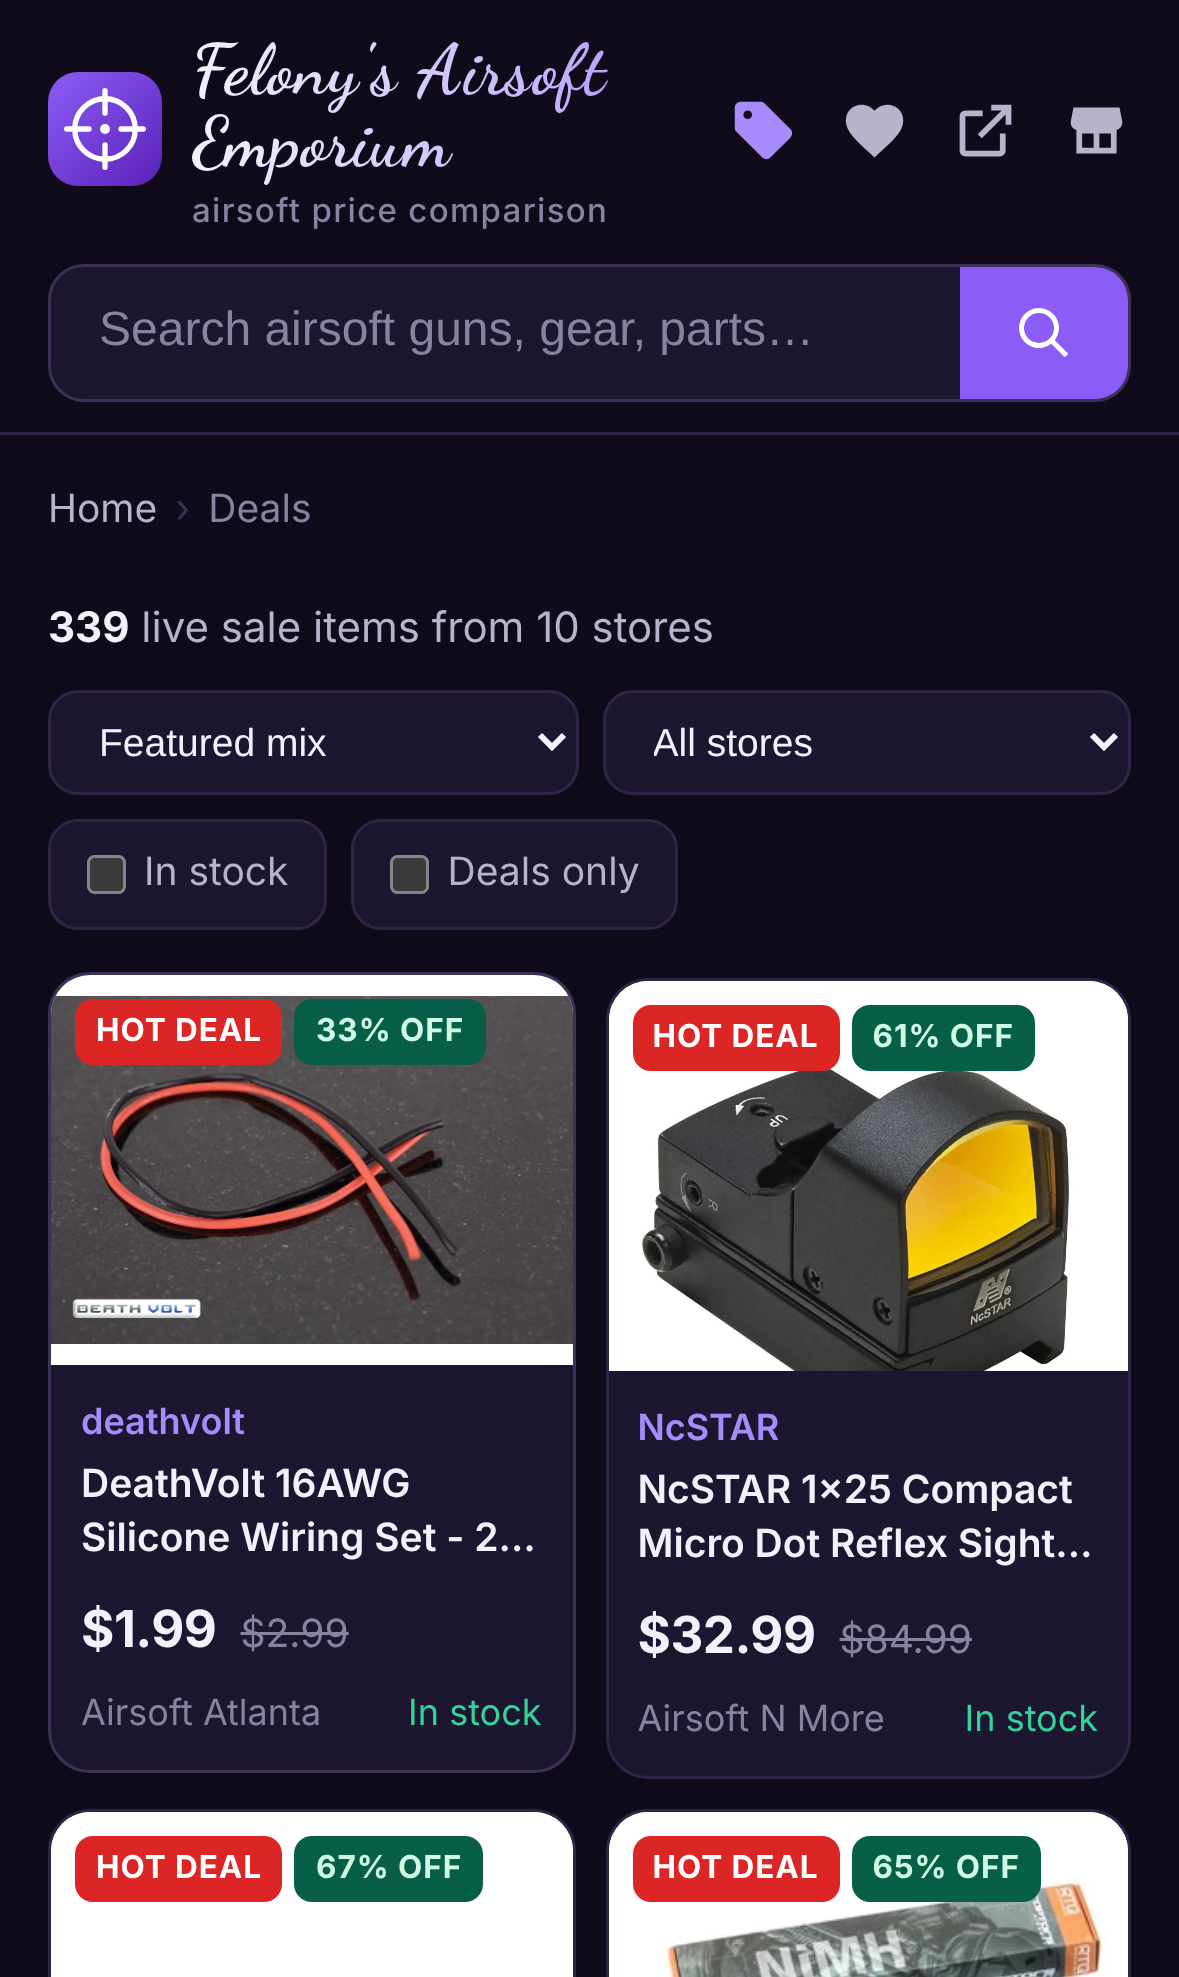 Felony's Airsoft
Emporium
airsoft price comparison
Search airsoft guns, gear, parts...
Home › Deals
339 live sale items from 10 stores
Featured mix
All stores
In stock
Deals only
HOT DEAL
33% OFF
DEATH VOLT
deathvolt
DeathVolt 16AWG
Silicone Wiring Set - 2...
$1.99 $2.99
Airsoft Atlanta
In stock
HOT DEAL
61% OFF
UP
R
NcSTAR
NcSTAR
NcSTAR 1×25 Compact
Micro Dot Reflex Sight...
$32.99 $84.99
Airsoft N More
In stock
HOT DEAL
67% OFF
HOT DEAL
65% OFF
RTG
NiMH
RTG